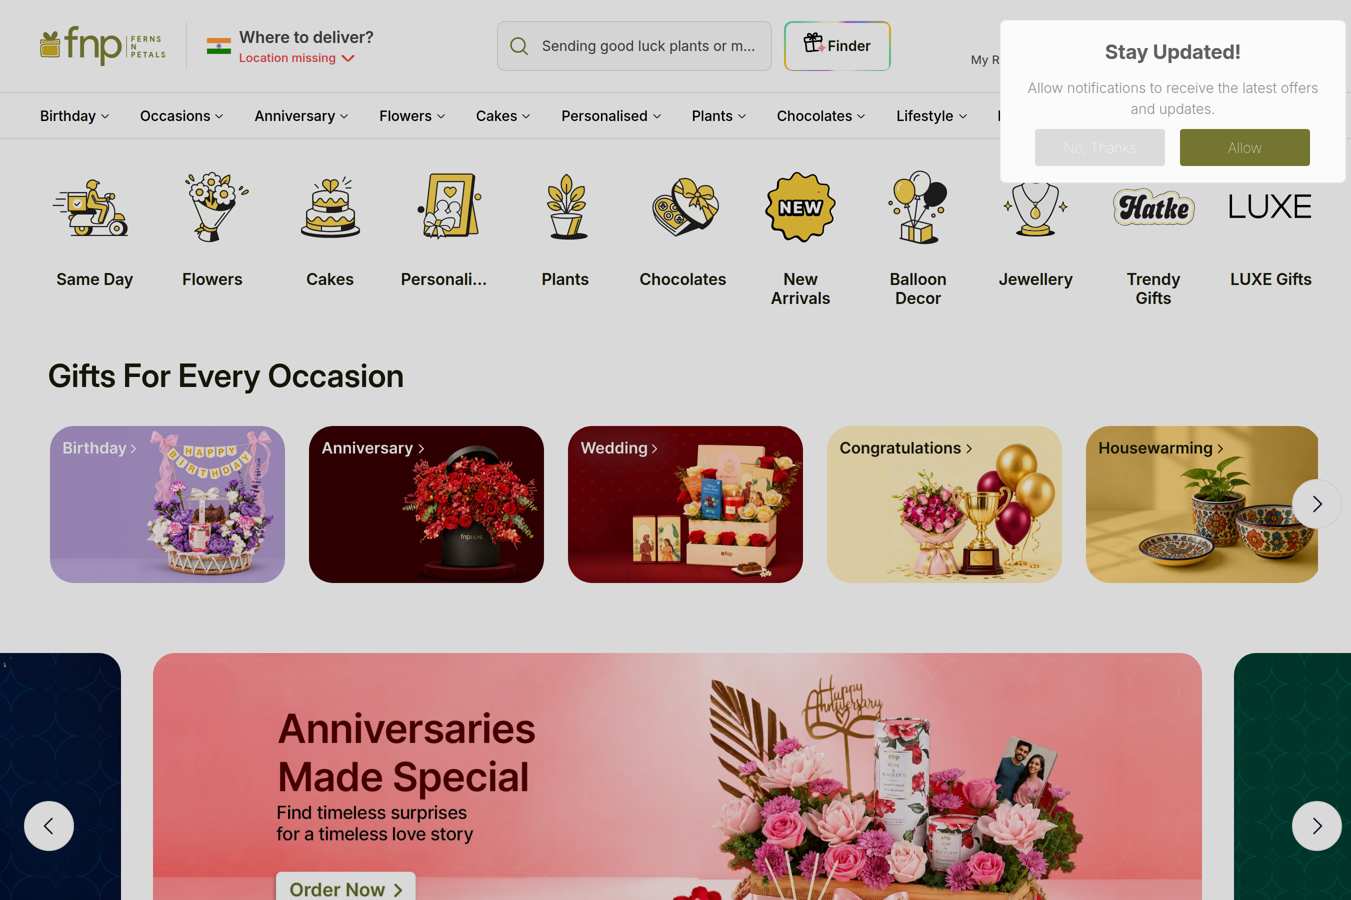 fnp FERNS N PETALS
Where to deliver?
Location missing
Sending good luck plants or m...
Finder
My R
Stay Updated!
Allow notifications to receive the latest offers
and updates.
No, Thanks
Allow
Birthday
Occasions
Anniversary
Flowers
Cakes
Personalised
Plants
Chocolates
Lifestyle
NEW
Hatke
LUXE
Same Day
Flowers
Cakes
Personali...
Plants
Chocolates
New
Arrivals
Balloon
Decor
Jewellery
Trendy
Gifts
LUXE Gifts
Gifts For Every Occasion
Birthday
HAPPY
BIRTHDAY
Anniversary
Wedding
Congratulations
Housewarming
Happy
Anniversary
Anniversaries
Made Special
Find timeless surprises
for a timeless love story
Order Now